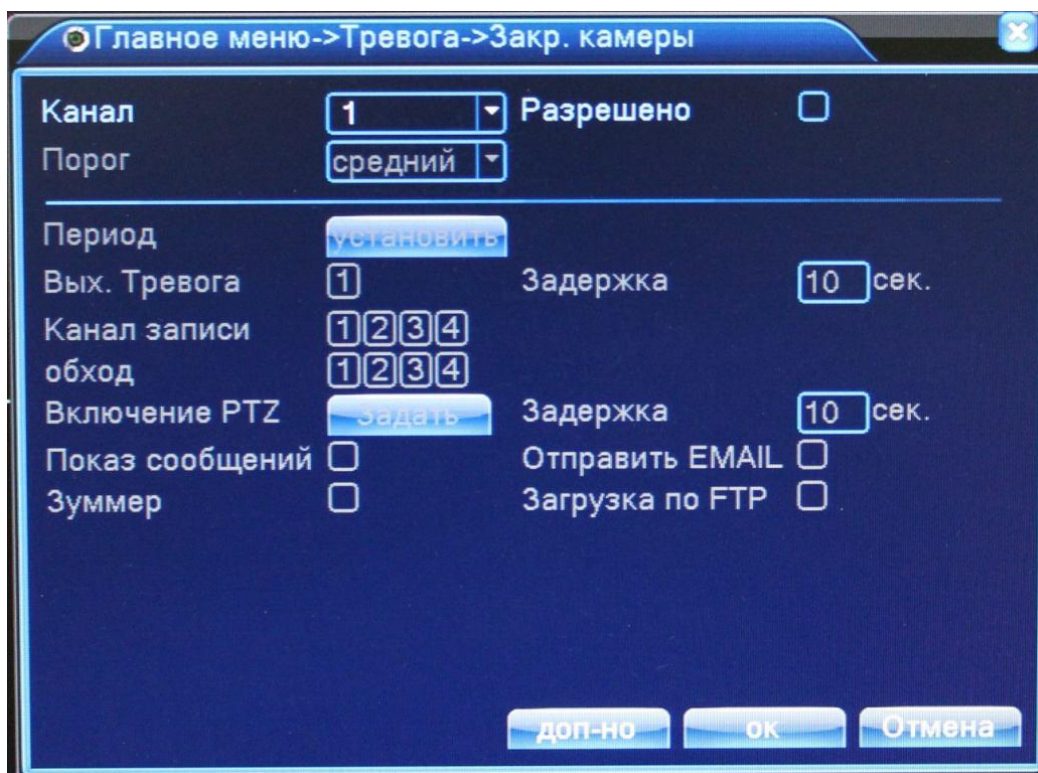 Главное меню->Тревога->Закр. камеры
Канал 1 Разрешено
Порог средний
Период установить
Вых. Тревога 1 Задержка 10 сек.
Канал записи 1 2 3 4
обход 1 2 3 4
Включение PTZ Задать Задержка 10 сек.
Показ сообщений Отправить EMAIL
Зуммер Загрузка по FTP
доп-но ок Отмена